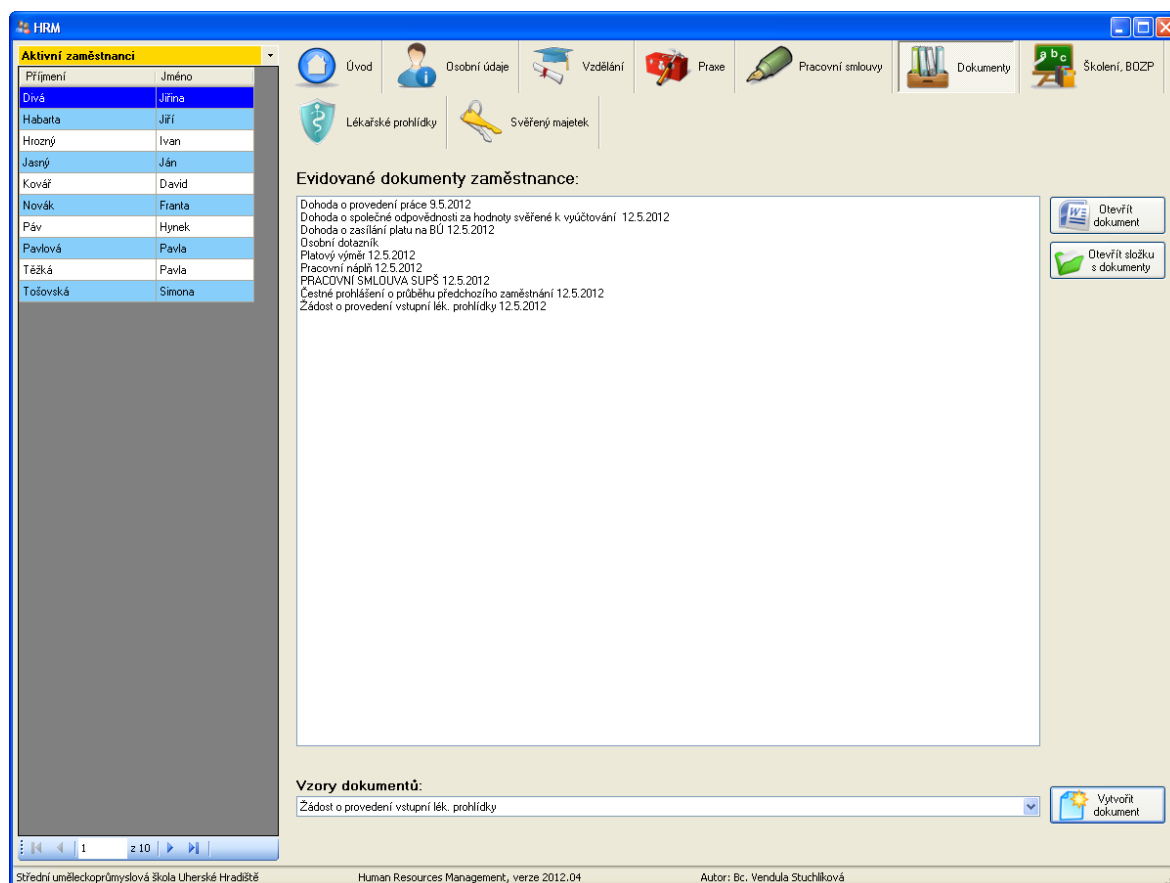 HRM
Aktivní zaměstnanci
Příjmení Jméno
Divá Jiřina
Habarta Jiří
Hrozný Ivan
Jasný Ján
Kovář David
Novák Franta
Páv Hynek
Pavlová Pavla
Těžká Pavla
Tošovská Simona
1 z 10
Úvod
Osobní údaje
Vzdělání
Praxe
Pracovní smlouvy
Dokumenty
a b c
Školení, BOZP
Lékařské prohlídky
Svěřený majetek
Evidované dokumenty zaměstnance:
Dohoda o provedení práce 9.5.2012
Dohoda o společné odpovědnosti za hodnoty svěřené k vyúčtování 12.5.2012
Dohoda o zasílání platu na BÚ 12.5.2012
Osobní dotazník
Platový výměr 12.5.2012
Pracovní náplň 12.5.2012
PRACOVNÍ SMLOUVA SUPŠ 12.5.2012
Čestné prohlášení o průběhu předchozího zaměstnání 12.5.2012
Žádost o provedení vstupní lék. prohlídky 12.5.2012
W
Otevřít
dokument
Otevřít složku
s dokumenty
Vzory dokumentů:
Žádost o provedení vstupní lék. prohlídky
Vytvořit
dokument
Střední uměleckoprůmyslová škola Uherské Hradiště Human Resources Management, verze 2012.04 Autor: Bc. Vendula Stuchlíková